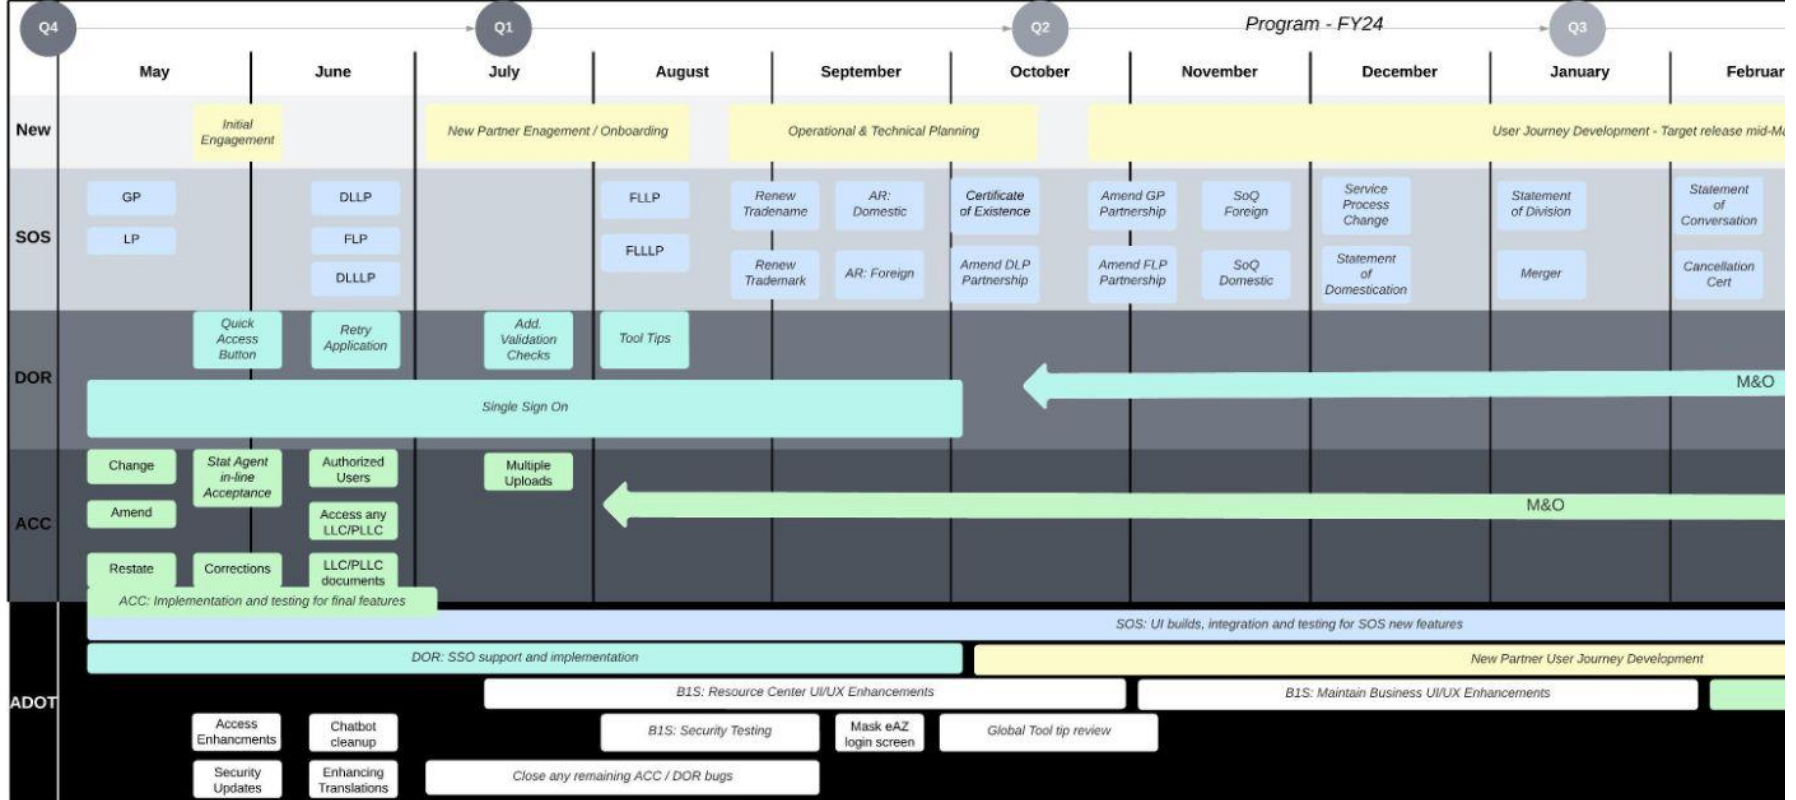 Q4
Q1
Q2
Program - FY24
Q3
May
June
July
August
September
October
November
December
January
Februar
New
Initial
Engagement
New Partner Enagement / Onboarding
Operational & Technical Planning
User Journey Development - Target release mid-Ma
SOS
GP
LP
DLLP
FLP
DLLLP
FLLP
FLLLP
Renew
Tradename
Renew
Trademark
AR:
Domestic
AR: Foreign
Certificate
of Existence
Amend DLP
Partnership
Amend GP
Partnership
Amend FLP
Partnership
SoQ
Foreign
SoQ
Domestic
Service
Process
Change
Statement
of
Domestication
Statement
of Division
Merger
Statement
of
Conversation
Cancellation
Cert
DOR
Quick
Access
Button
Retry
Application
Add.
Validation
Checks
Tool Tips
Single Sign On
M&O
ACC
Change
Amend
Restate
Stat Agent
in-line
Acceptance
Corrections
Authorized
Users
Access any
LLC/PLLC
LLC/PLLC
documents
Multiple
Uploads
M&O
ACC: Implementation and testing for final features
ADOT
SOS: UI builds, integration and testing for SOS new features
DOR: SSO support and implementation
New Partner User Journey Development
B1S: Resource Center UI/UX Enhancements
B1S: Maintain Business UI/UX Enhancements
Access
Enhancments
Chatbot
cleanup
B1S: Security Testing
Mask eAZ
login screen
Global Tool tip review
Security
Updates
Enhancing
Translations
Close any remaining ACC / DOR bugs